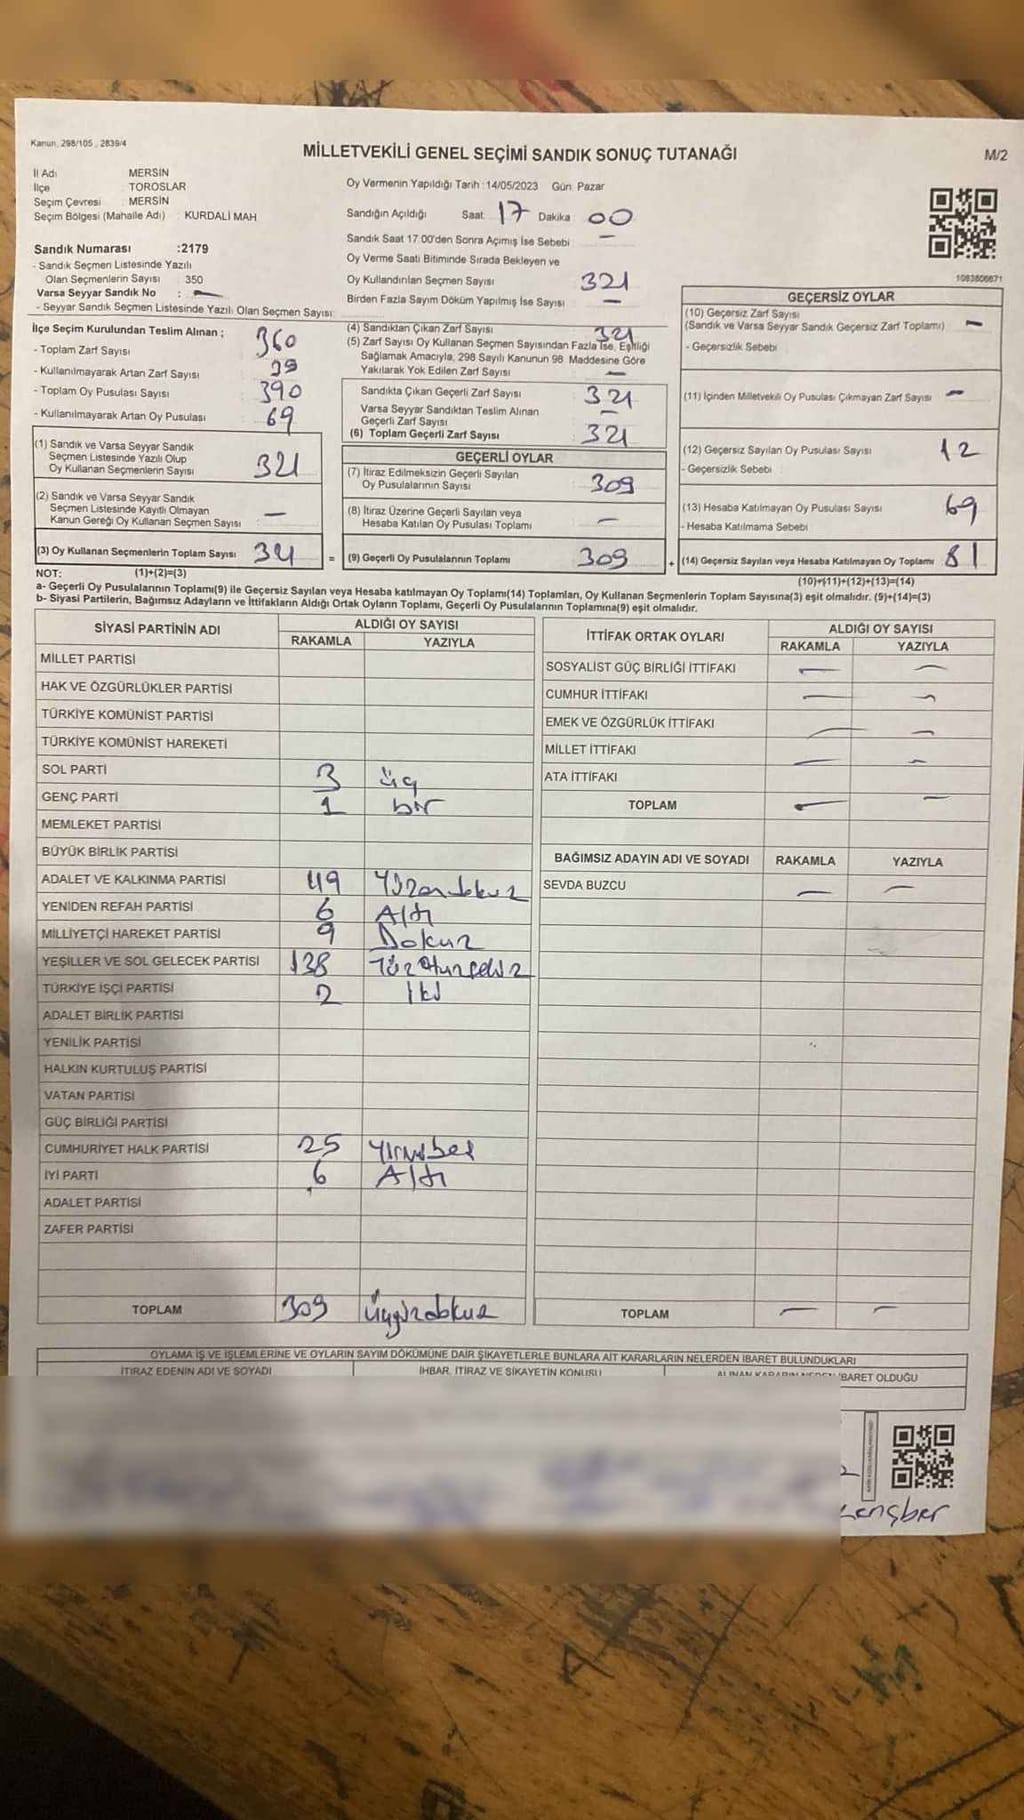 Kanun, 298/105 , 2839/4
MİLLETVEKİLİ GENEL SEÇİMİ SANDIK SONUÇ TUTANAĞI
M/2
İl Adı MERSİN
İlçe TOROSLAR
Seçim Çevresi MERSİN
Seçim Bölgesi (Mahalle Adı) KURDALİ MAH
Oy Vermenin Yapıldığı Tarih : 14/05/2023 Gün: Pazar
Sandığın Açıldığı Saat 17 Dakika 00
Sandık Saat 17:00'den Sonra Açımış İse Sebebi —
Sandık Numarası :2179
- Sandık Seçmen Listesinde Yazılı
Olan Seçmenlerin Sayısı : 350
Varsa Seyyar Sandık No : —
- Seyyar Sandık Seçmen Listesinde Yazılı Olan Seçmen Sayısı:
Oy Verme Saati Bitiminde Sırada Bekleyen ve
Oy Kullandırılan Seçmen Sayısı 321
Birden Fazla Sayım Döküm Yapılmış İse Sayısı —
1083806671
İlçe Seçim Kurulundan Teslim Alınan ;
- Toplam Zarf Sayısı 360
- Kullanılmayarak Artan Zarf Sayısı 39
- Toplam Oy Pusulası Sayısı 390
- Kullanılmayarak Artan Oy Pusulası 69
(1) Sandık ve Varsa Seyyar Sandık
Seçmen Listesinde Yazılı Olup
Oy Kullanan Seçmenlerin Sayısı 321
(2) Sandık ve Varsa Seyyar Sandık
Seçmen Listesinde Kayıtlı Olmayan
Kanun Gereği Oy Kullanan Seçmen Sayısı —
(3) Oy Kullanan Seçmenlerin Toplam Sayısı 321 =
(1)+(2)=(3)
(4) Sandıktan Çıkan Zarf Sayısı 321
(5) Zarf Sayısı Oy Kullanan Seçmen Sayısından Fazla İse, Eşitliği
Sağlamak Amacıyla, 298 Sayılı Kanunun 98 Maddesine Göre
Yakılarak Yok Edilen Zarf Sayısı —
Sandıkta Çıkan Geçerli Zarf Sayısı 321
Varsa Seyyar Sandıktan Teslim Alınan
Geçerli Zarf Sayısı —
(6) Toplam Geçerli Zarf Sayısı 321
GEÇERLİ OYLAR
(7) İtiraz Edilmeksizin Geçerli Sayılan
Oy Pusulalarının Sayısı 309
(8) İtiraz Üzerine Geçerli Sayılan veya
Hesaba Katılan Oy Pusulası Toplamı —
(9) Geçerli Oy Pusulalarının Toplamı 309 +
GEÇERSİZ OYLAR
(10) Geçersiz Zarf Sayısı
(Sandık ve Varsa Seyyar Sandık Geçersiz Zarf Toplamı) —
- Geçersizlik Sebebi
(11) İçinden Milletvekili Oy Pusulası Çıkmayan Zarf Sayısı —
(12) Geçersiz Sayılan Oy Pusulası Sayısı 12
- Geçersizlik Sebebi
(13) Hesaba Katılmayan Oy Pusulası Sayısı 69
- Hesaba Katılmama Sebebi
(14) Geçersiz Sayılan veya Hesaba Katılmayan Oy Toplamı 81
(10)+(11)+(12)+(13)=(14)
NOT:
a- Geçerli Oy Pusulalarının Toplamı(9) ile Geçersiz Sayılan veya Hesaba katılmayan Oy Toplamı(14) Toplamları, Oy Kullanan Seçmenlerin Toplam Sayısına(3) eşit olmalıdır. (9)+(14)=(3)
b- Siyasi Partilerin, Bağımsız Adayların ve İttifakların Aldığı Ortak Oyların Toplamı, Geçerli Oy Pusulalarının Toplamına(9) eşit olmalıdır.
SİYASİ PARTİNİN ADI ALDIĞI OY SAYISI
RAKAMLA YAZIYLA
MİLLET PARTİSİ
HAK VE ÖZGÜRLÜKLER PARTİSİ
TÜRKİYE KOMÜNİST PARTİSİ
TÜRKİYE KOMÜNİST HAREKETİ
SOL PARTİ 3 üç
GENÇ PARTİ 1 bir
MEMLEKET PARTİSİ
BÜYÜK BİRLİK PARTİSİ
ADALET VE KALKINMA PARTİSİ 119
YENİDEN REFAH PARTİSİ 6 Altı
MİLLİYETÇİ HAREKET PARTİSİ 9 Dokuz
YEŞİLLER VE SOL GELECEK PARTİSİ 138
TÜRKİYE İŞÇİ PARTİSİ 2 İki
ADALET BİRLİK PARTİSİ
YENİLİK PARTİSİ
HALKIN KURTULUŞ PARTİSİ
VATAN PARTİSİ
GÜÇ BİRLİĞİ PARTİSİ
CUMHURİYET HALK PARTİSİ 25
İYİ PARTİ 6 Altı
ADALET PARTİSİ
ZAFER PARTİSİ
TOPLAM 309
İTTİFAK ORTAK OYLARI ALDIĞI OY SAYISI
RAKAMLA YAZIYLA
SOSYALİST GÜÇ BİRLİĞİ İTTİFAKI — —
CUMHUR İTTİFAKI — —
EMEK VE ÖZGÜRLÜK İTTİFAKI — —
MİLLET İTTİFAKI — —
ATA İTTİFAKI
TOPLAM — —
BAĞIMSIZ ADAYIN ADI VE SOYADI RAKAMLA YAZIYLA
SEVDA BUZCU — —
TOPLAM — —
OYLAMA İŞ VE İŞLEMLERİNE VE OYLARIN SAYIM DÖKÜMÜNE DAİR ŞİKAYETLERLE BUNLARA AİT KARARLARIN NELERDEN İBARET BULUNDUKLARI
İTİRAZ EDENİN ADI VE SOYADI İHBAR, İTİRAZ VE ŞİKAYETİN KONUSU İBARET OLDUĞU